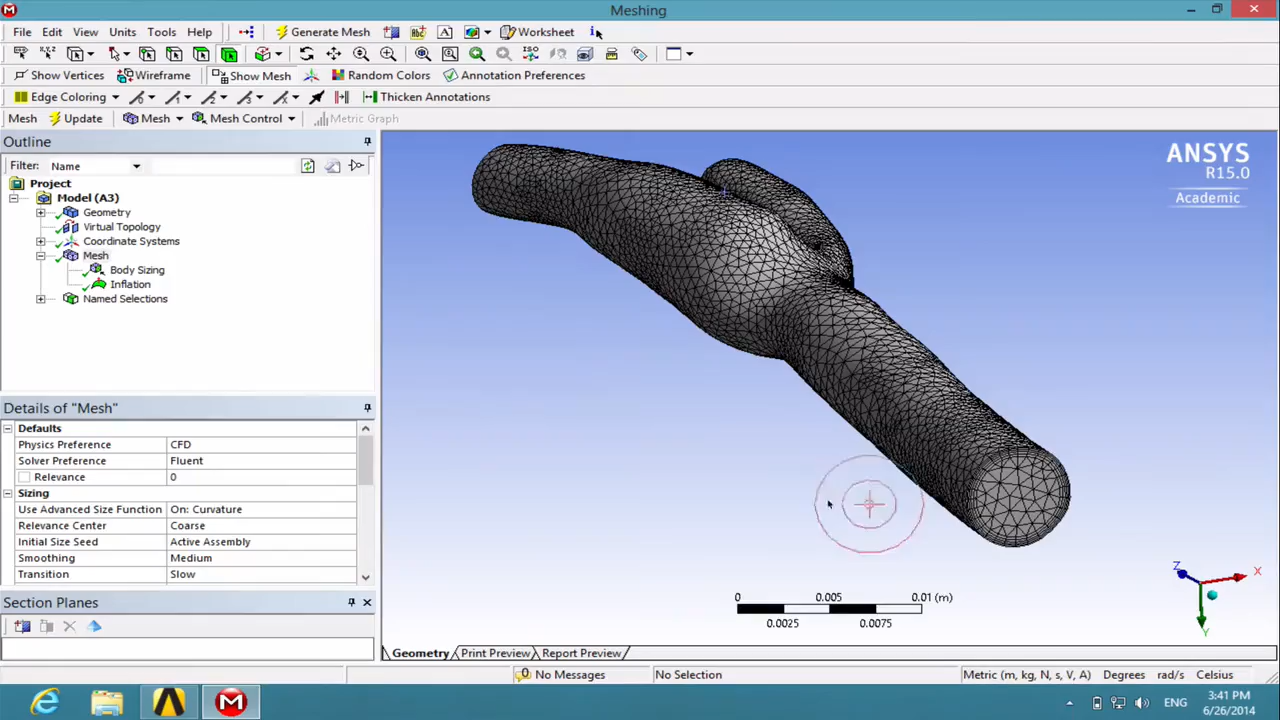 Meshing
File Edit View Units Tools Help Generate Mesh A Worksheet i
Show Vertices Wireframe Show Mesh Random Colors Annotation Preferences
Edge Coloring Thicken Annotations
Mesh Update Mesh Mesh Control Metric Graph
Outline
Filter: Name
Project
Model (A3)
Geometry
Virtual Topology
Coordinate Systems
Mesh
Body Sizing
Inflation
Named Selections
Details of "Mesh"
Defaults
Physics Preference CFD
Solver Preference Fluent
Relevance 0
Sizing
Use Advanced Size Function On: Curvature
Relevance Center Coarse
Initial Size Seed Active Assembly
Smoothing Medium
Transition Slow
Section Planes
ANSYS
R15.0
Academic
0 0.005 0.01 (m)
0.0025 0.0075
Z X
Y
Geometry Print Preview Report Preview
0 No Messages No Selection Metric (m, kg, N, s, V, A) Degrees rad/s Celsius
ENG 3:41 PM
6/26/2014